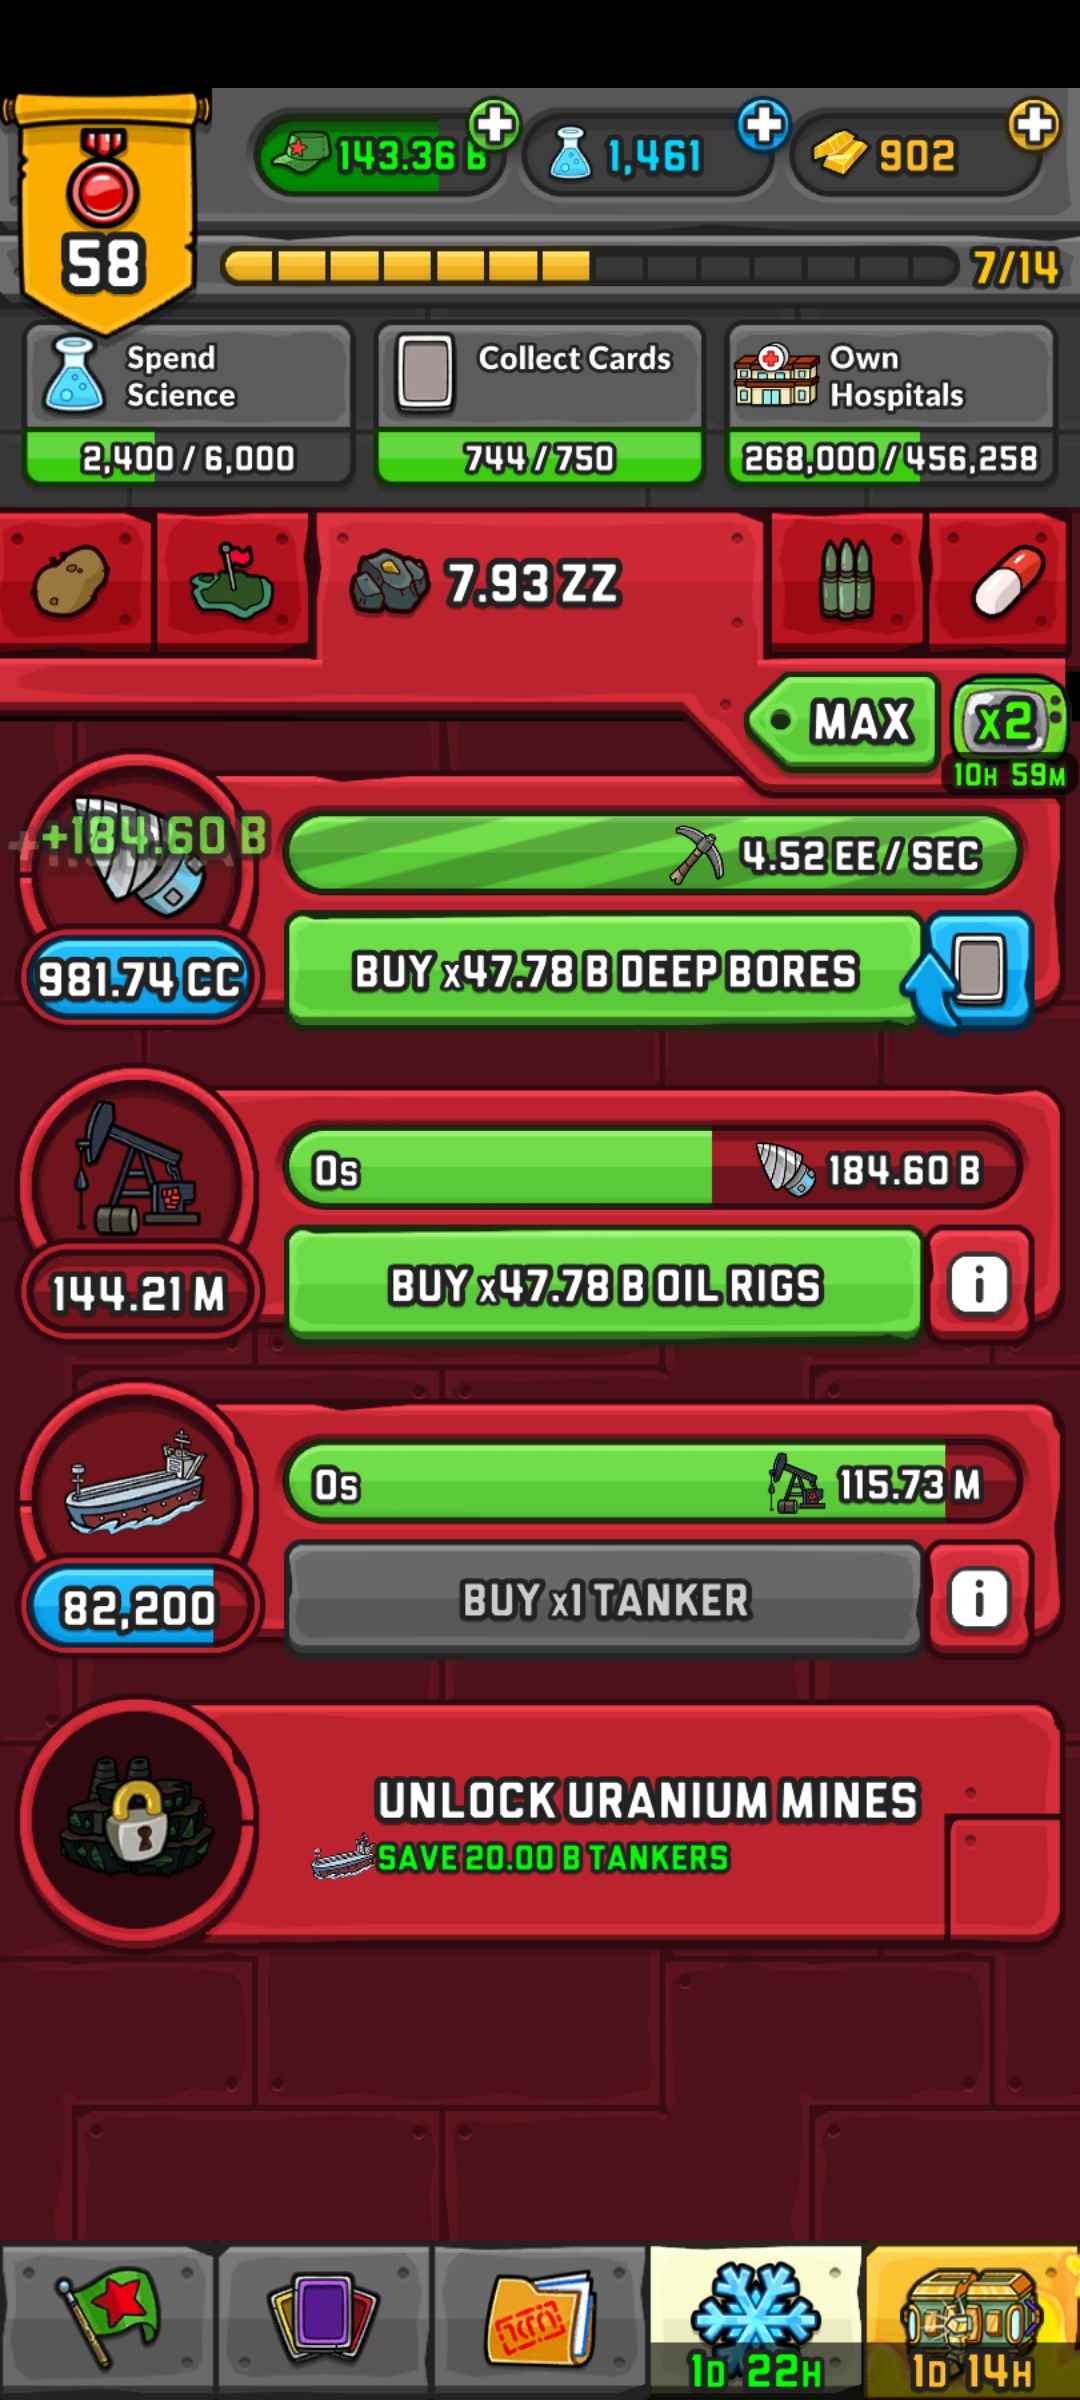 143.36 B
1,461
902
58
7/14
Spend
Science
2,400 / 6,000
Collect Cards
744 / 750
Own
Hospitals
268,000 / 456,258
7.93 ZZ
MAX
x2
10H 59M
+184.60 B
4.52 EE / SEC
981.74 CC
BUY x47.78 B DEEP BORES
0s
184.60 B
144.21 M
BUY x47.78 B OIL RIGS
i
0s
115.73 M
82,200
BUY x1 TANKER
i
UNLOCK URANIUM MINES
SAVE 20.00 B TANKERS
1D 22H
1D 14H